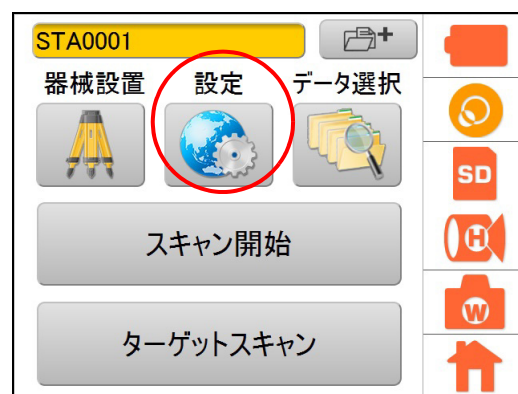 STA0001
器械設置 設定 データ選択
スキャン開始
ターゲットスキャン
SD
H
W